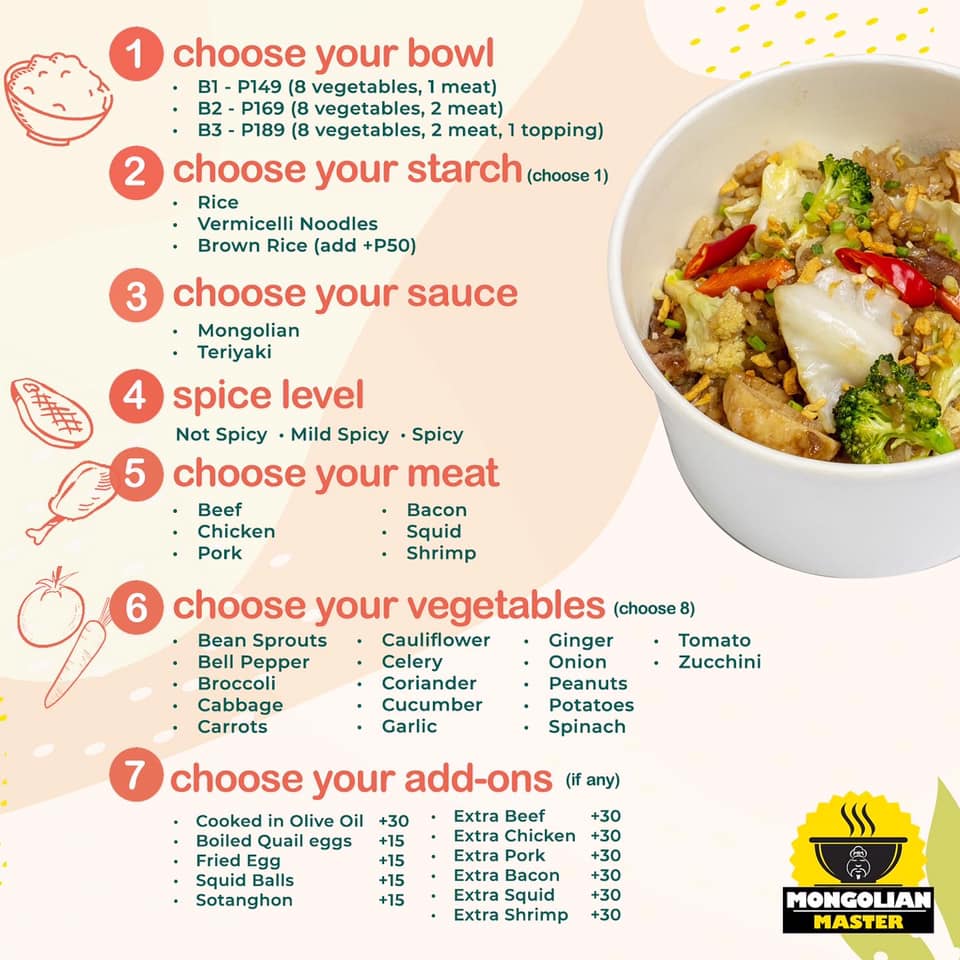 1 choose your bowl
• B1 - P149 (8 vegetables, 1 meat)
• B2 - P169 (8 vegetables, 2 meat)
• B3 - P189 (8 vegetables, 2 meat, 1 topping)
2 choose your starch (choose 1)
• Rice
• Vermicelli Noodles
• Brown Rice (add +P50)
3 choose your sauce
• Mongolian
• Teriyaki
4 spice level
Not Spicy • Mild Spicy • Spicy
5 choose your meat
• Beef
• Chicken
• Pork
• Bacon
• Squid
• Shrimp
6 choose your vegetables (choose 8)
• Bean Sprouts
• Bell Pepper
• Broccoli
• Cabbage
• Carrots
• Cauliflower
• Celery
• Coriander
• Cucumber
• Garlic
• Ginger
• Onion
• Peanuts
• Potatoes
• Spinach
• Tomato
• Zucchini
7 choose your add-ons (if any)
• Cooked in Olive Oil +30
• Boiled Quail eggs +15
• Fried Egg +15
• Squid Balls +15
• Sotanghon +15
• Extra Beef +30
• Extra Chicken +30
• Extra Pork +30
• Extra Bacon +30
• Extra Squid +30
• Extra Shrimp +30
MONGOLIAN
MASTER